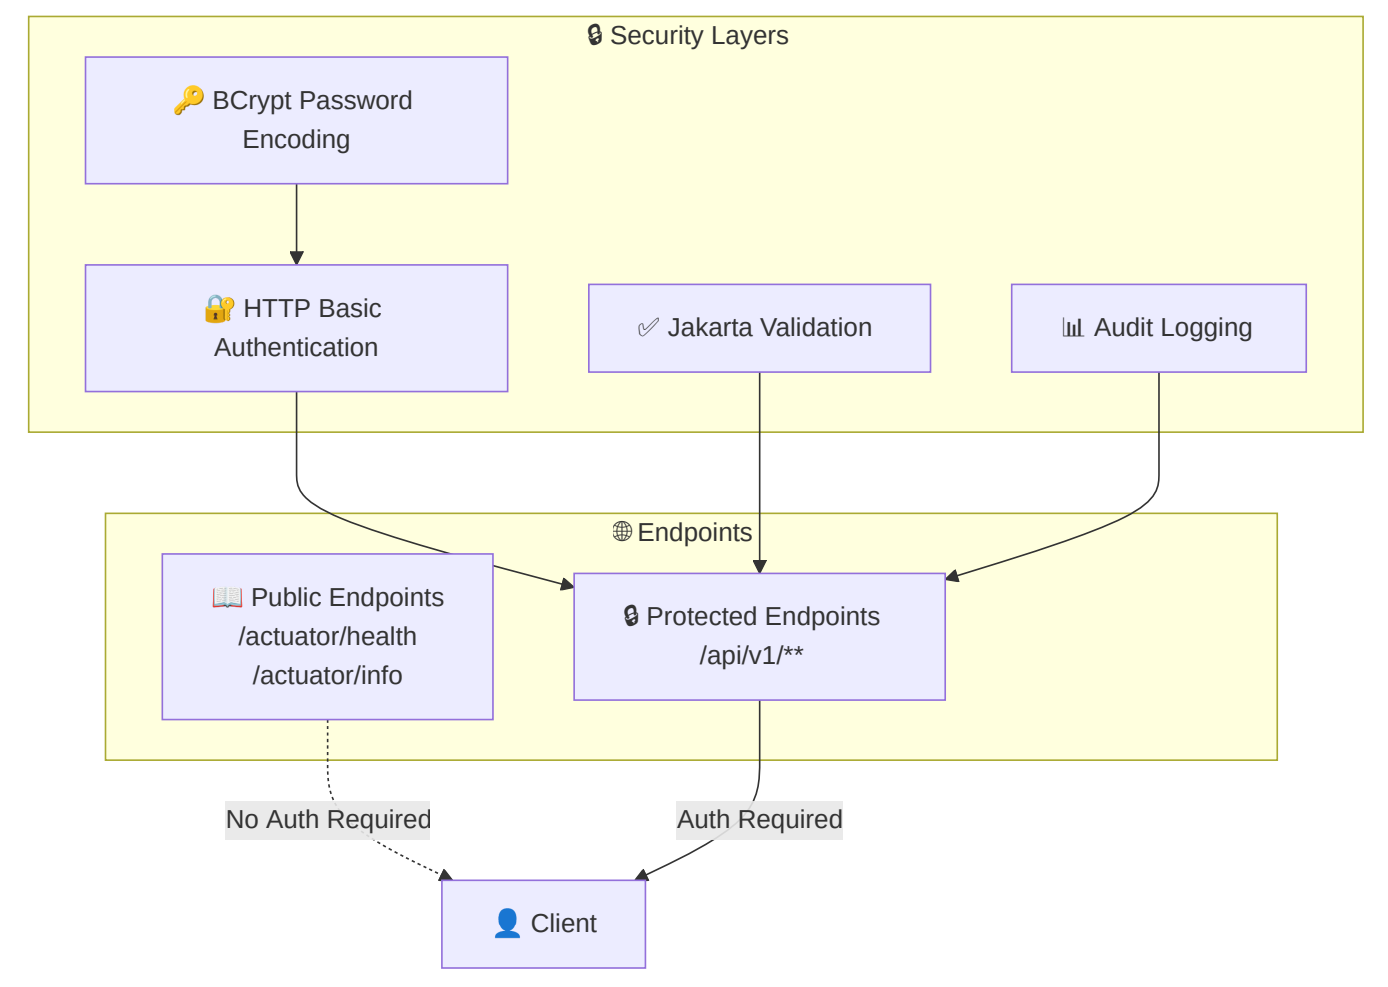 🔒 Security Layers
🔑 BCrypt Password
Encoding
🔐 HTTP Basic
Authentication
✅ Jakarta Validation
📊 Audit Logging
🌐 Endpoints
📖 Public Endpoints
/actuator/health
/actuator/info
🔒 Protected Endpoints
/api/v1/**
No Auth Required
Auth Required
👤 Client